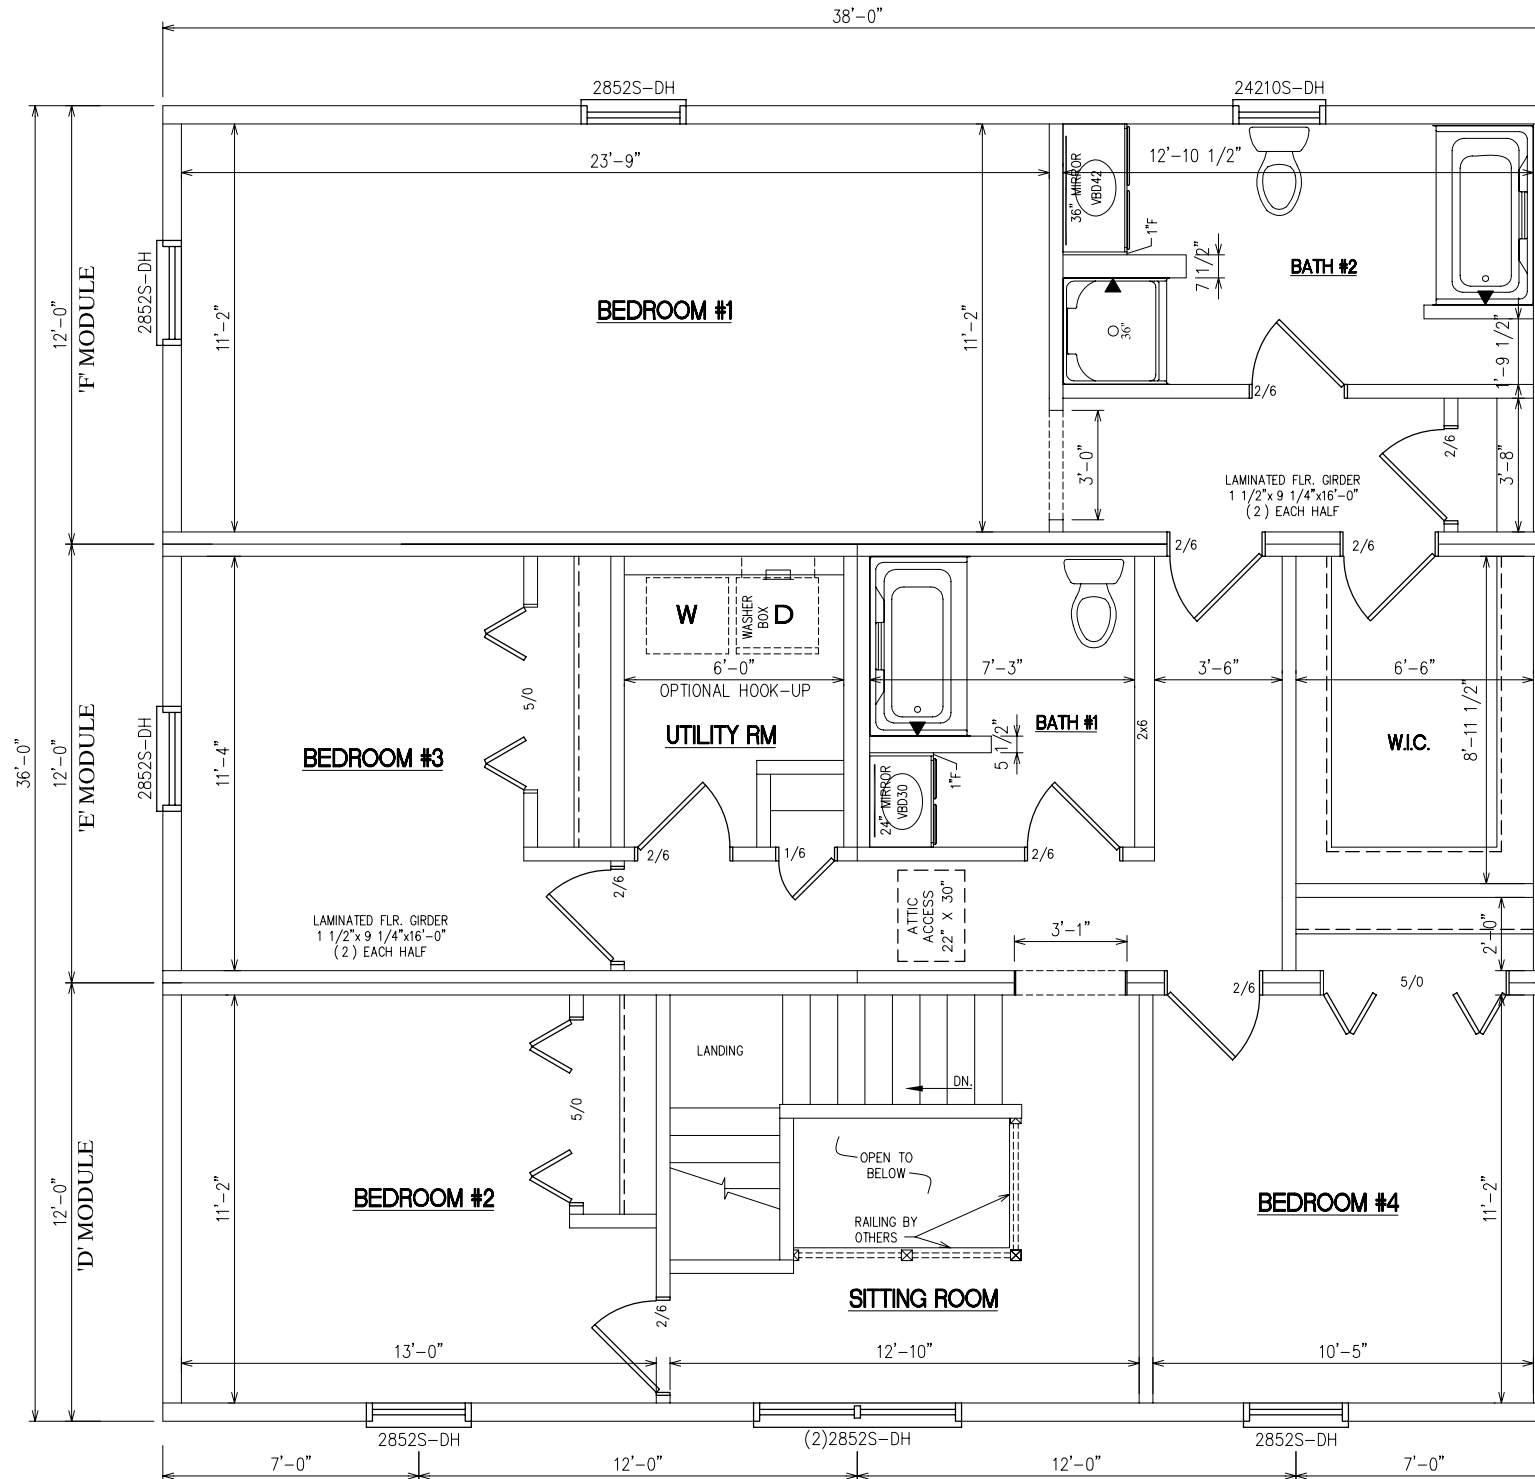 38'-0"
2852S-DH
24210S-DH
23'-9"
12'-10 1/2"
36" MIRROR
VBD42
1"F
7 1/2"
BATH #2
2852S-DH
'F' MODULE
12'-0"
11'-2"
BEDROOM #1
11'-2"
36"
1'-9 1/2"
2/6
2/6
3'-0"
3'-8"
LAMINATED FLR. GIRDER
1 1/2"x 9 1/4"x16'-0"
(2) EACH HALF
2/6
2/6
W
WASHER
BOX
D
6'-0"
OPTIONAL HOOK-UP
7'-3"
3'-6"
6'-6"
5/0
UTILITY RM
BATH #1
5 1/2"
2x6
8'-11 1/2"
W.I.C.
BEDROOM #3
11'-4"
2852S-DH
'E' MODULE
12'-0"
36'-0"
24" MIRROR
VBD30
1"F
2/6
1/6
2/6
2/6
ATTIC
ACCESS
22" X 30"
LAMINATED FLR. GIRDER
1 1/2"x 9 1/4"x16'-0"
(2) EACH HALF
3'-1"
2'-0"
2/6
5/0
LANDING
DN.
5/0
OPEN TO
BELOW
'D' MODULE
12'-0"
11'-2"
BEDROOM #2
RAILING BY
OTHERS
BEDROOM #4
11'-2"
SITTING ROOM
2/6
13'-0"
12'-10"
10'-5"
2852S-DH
(2)2852S-DH
2852S-DH
7'-0"
12'-0"
12'-0"
7'-0"